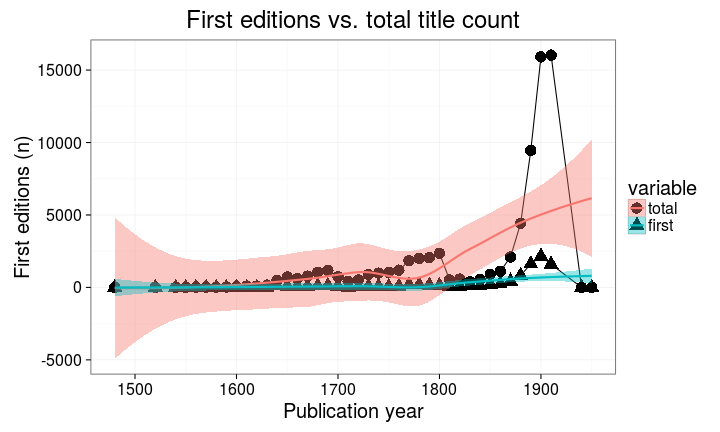 First editions vs. total title count
First editions (n)
15000
10000
5000
0
-5000
1500 1600 1700 1800 1900
Publication year
variable
total
first